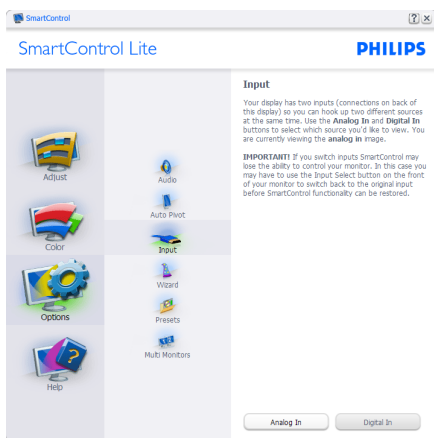 SmartControl
SmartControl Lite
PHILIPS
Adjust
Color
Options
Help
Audio
Auto Pivot
Input
Wizard
Presets
Multi Monitors
Input
Your display has two inputs (connections on back of
this display) so you can hook up two different sources
at the same time. Use the Analog In and Digital In
buttons to select which source you'd like to view. You
are currently viewing the analog in image.
IMPORTANT! If you switch inputs SmartControl may
lose the ability to control your monitor. In this case you
may have to use the Input Select button on the front
of your monitor to switch back to the original input
before SmartControl functionality can be restored.
Analog In
Digital In